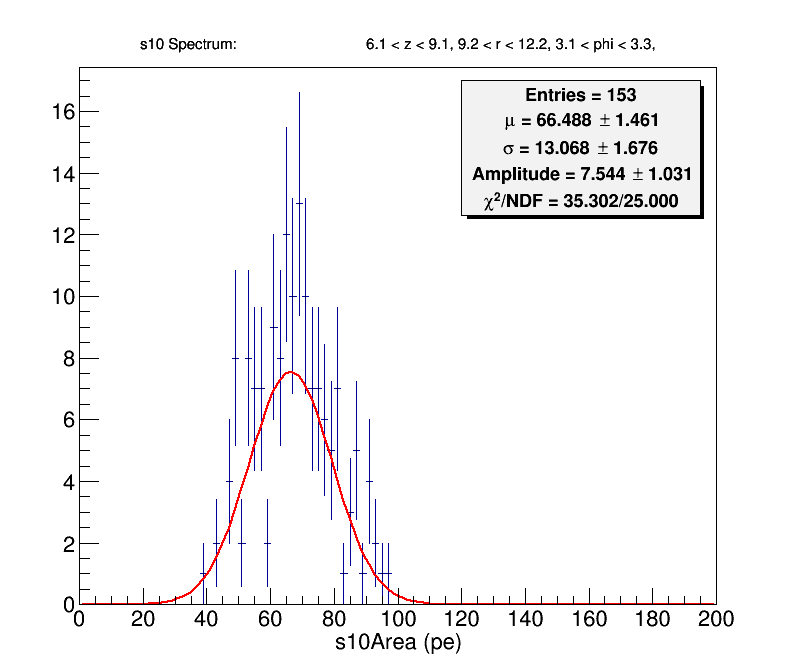 s10 Spectrum: 6.1 < z < 9.1, 9.2 < r < 12.2, 3.1 < phi < 3.3,
Entries = 153
μ = 66.488 ± 1.461
σ = 13.068 ± 1.676
Amplitude = 7.544 ± 1.031
χ²/NDF = 35.302/25.000
16
14
12
10
8
6
4
2
0
0 20 40 60 80 100 120 140 160 180 200
s10Area (pe)